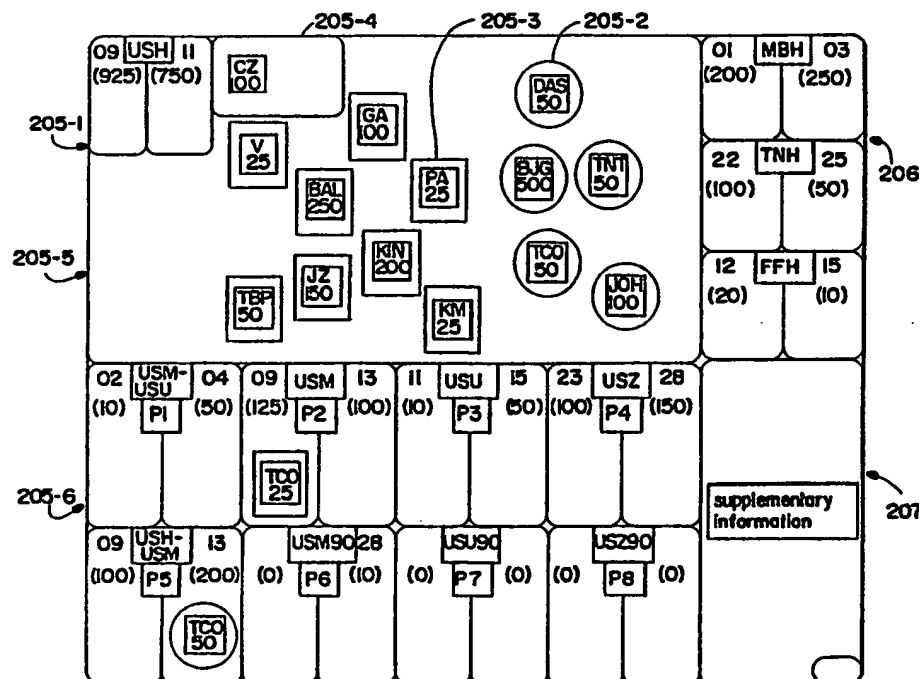 205-4
205-3
205-2
09 USH 11
(925) (750)
CZ
100
GA
100
DAS
50
01 MBH 03
(200) (250)
205-1
V
25
PA
25
BJG
500
TNT
50
206
BAL
250
22 TNH 25
(100) (50)
205-5
KIN
200
TCO
50
JZ
150
TBP
50
KM
25
JOH
100
12 FFH 15
(20) (10)
02 USM-
USU 04
(10) P1 (50)
09 USM 13
(125) P2 (100)
11 USU 15
(10) P3 (50)
23 USZ 28
(100) P4 (150)
TCO
25
205-6
supplementary
information
207
09 USH-
USM 13
(100) P5 (200)
USM90 28
(0) P6 (10)
USU90
(0) P7 (0)
USZ90
(0) P8 (0)
TCO
50